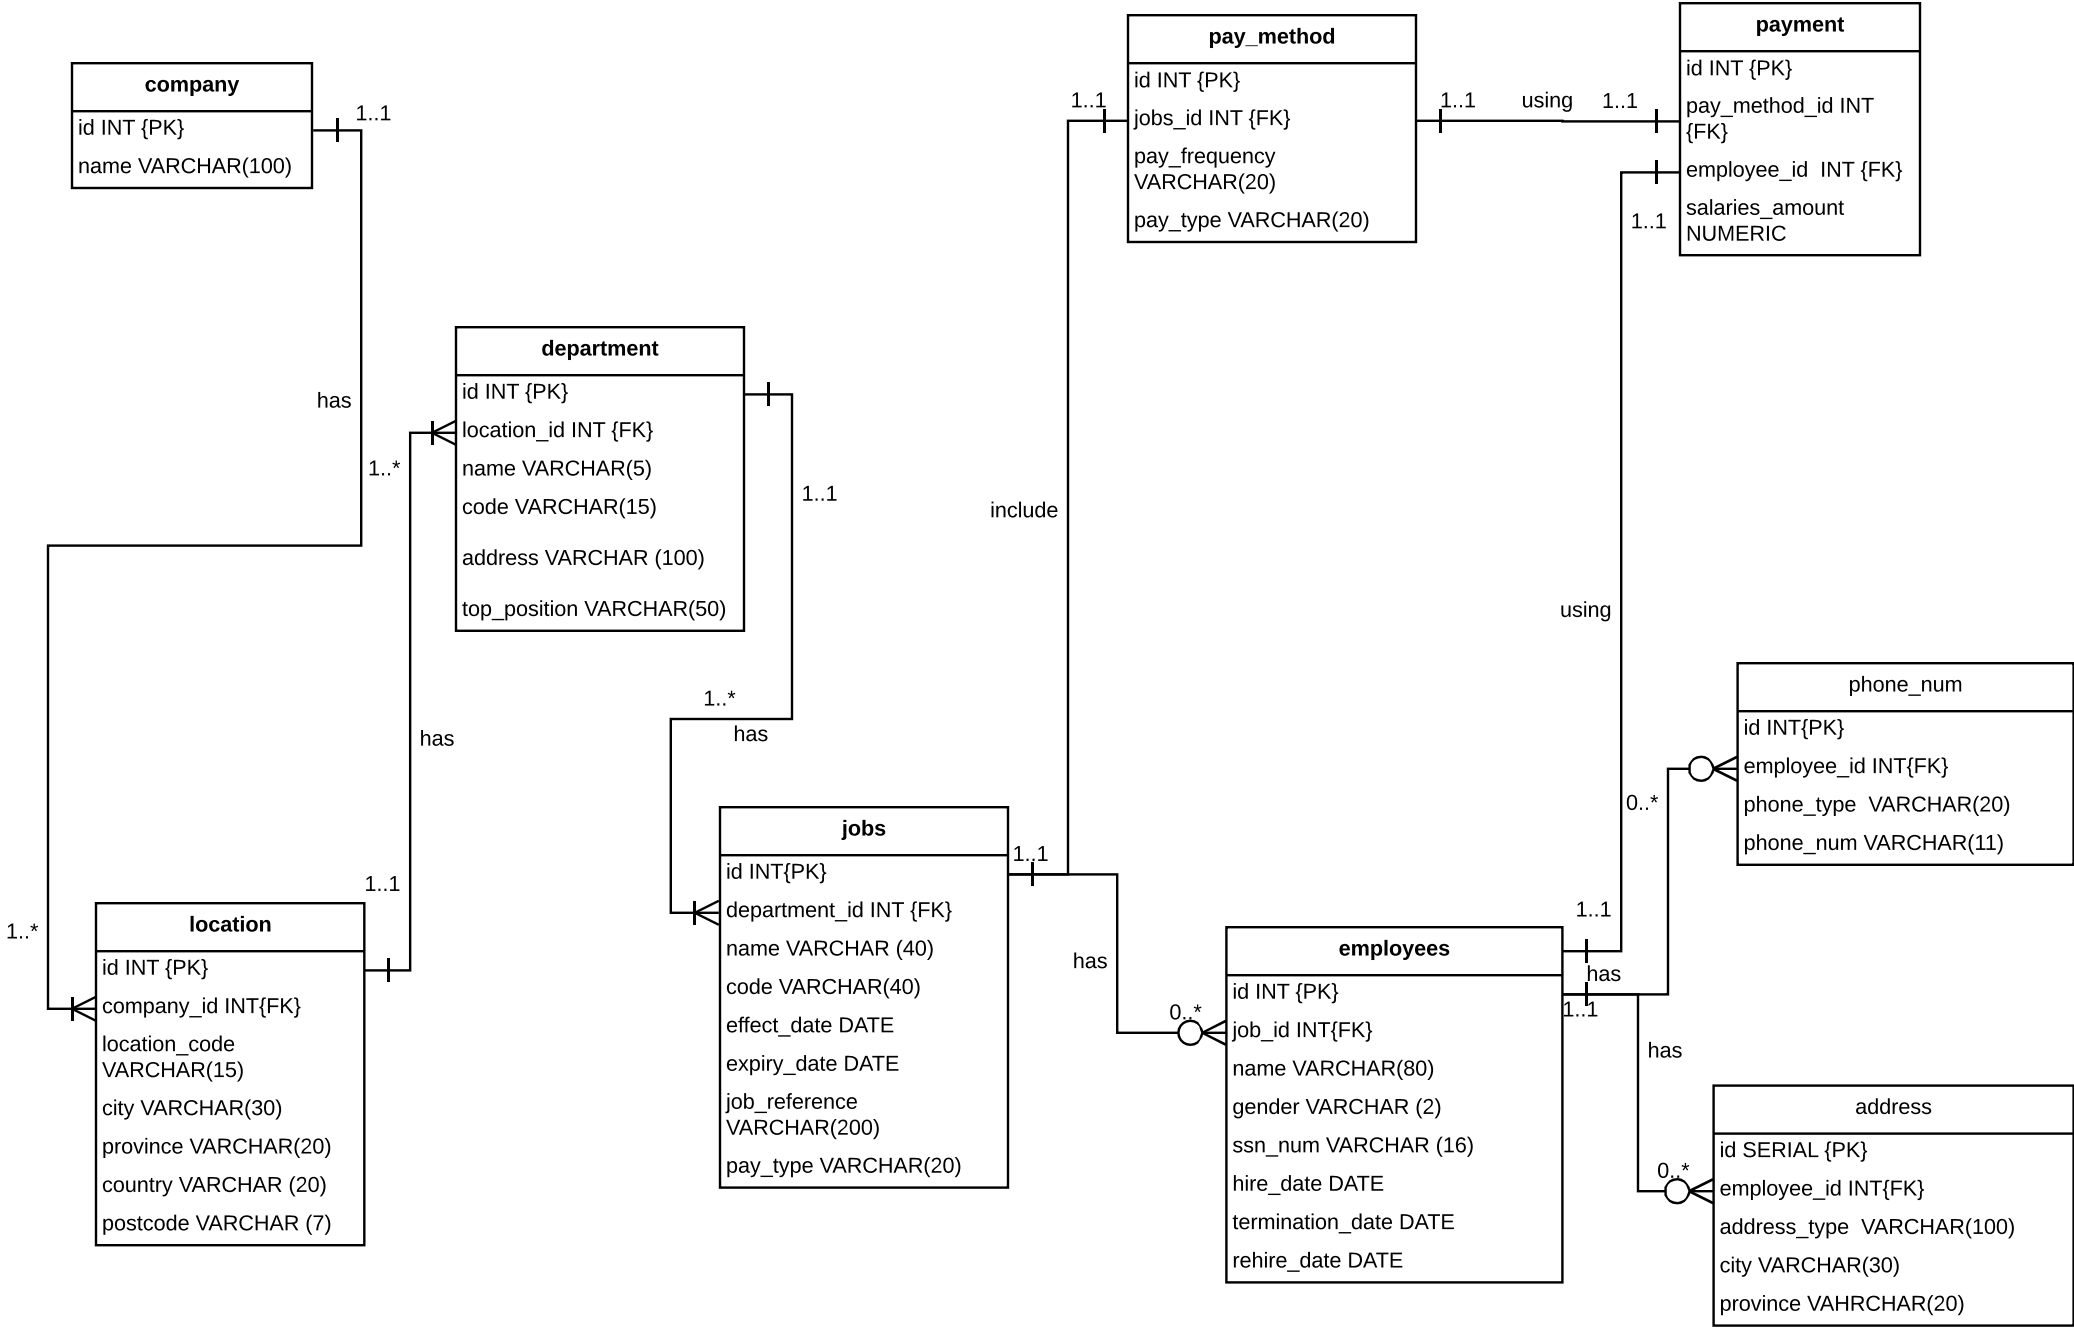 company
id INT {PK}
name VARCHAR(100)
1..1
has
1..*
location
id INT {PK}
company_id INT{FK}
location_code
VARCHAR(15)
city VARCHAR(30)
province VARCHAR(20)
country VARCHAR (20)
postcode VARCHAR (7)
1..1
has
1..*
department
id INT {PK}
location_id INT {FK}
name VARCHAR(5)
code VARCHAR(15)
address VARCHAR (100)
top_position VARCHAR(50)
1..1
1..*
has
jobs
id INT{PK}
department_id INT {FK}
name VARCHAR (40)
code VARCHAR(40)
effect_date DATE
expiry_date DATE
job_reference
VARCHAR(200)
pay_type VARCHAR(20)
1..1
include
1..1
pay_method
id INT {PK}
jobs_id INT {FK}
pay_frequency
VARCHAR(20)
pay_type VARCHAR(20)
1..1
using
1..1
payment
id INT {PK}
pay_method_id INT
{FK}
employee_id  INT {FK}
salaries_amount
NUMERIC
1..1
using
1..1
has
0..*
employees
id INT {PK}
job_id INT{FK}
name VARCHAR(80)
gender VARCHAR (2)
ssn_num VARCHAR (16)
hire_date DATE
termination_date DATE
rehire_date DATE
has
1..1
0..*
phone_num
id INT{PK}
employee_id INT{FK}
phone_type  VARCHAR(20)
phone_num VARCHAR(11)
has
0..*
address
id SERIAL {PK}
employee_id INT{FK}
address_type  VARCHAR(100)
city VARCHAR(30)
province VAHRCHAR(20)